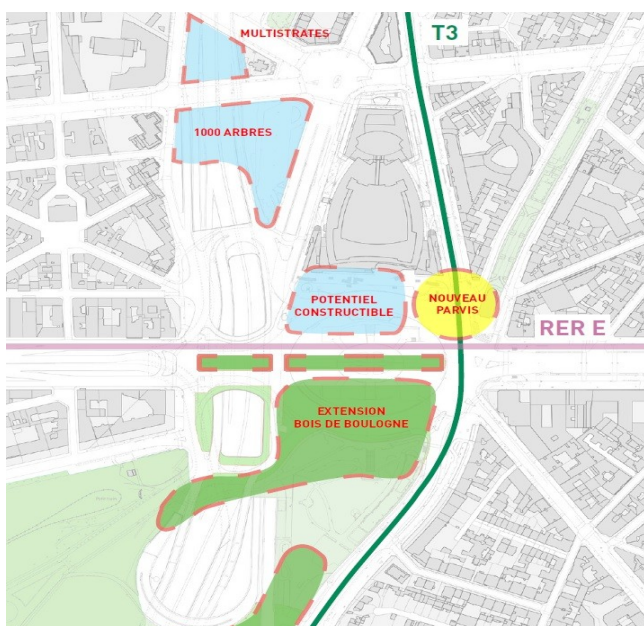 MULTISTRATES
T3
1000 ARBRES
POTENTIEL
CONSTRUCTIBLE
NOUVEAU
PARVIS
RER E
EXTENSION
BOIS DE BOULOGNE